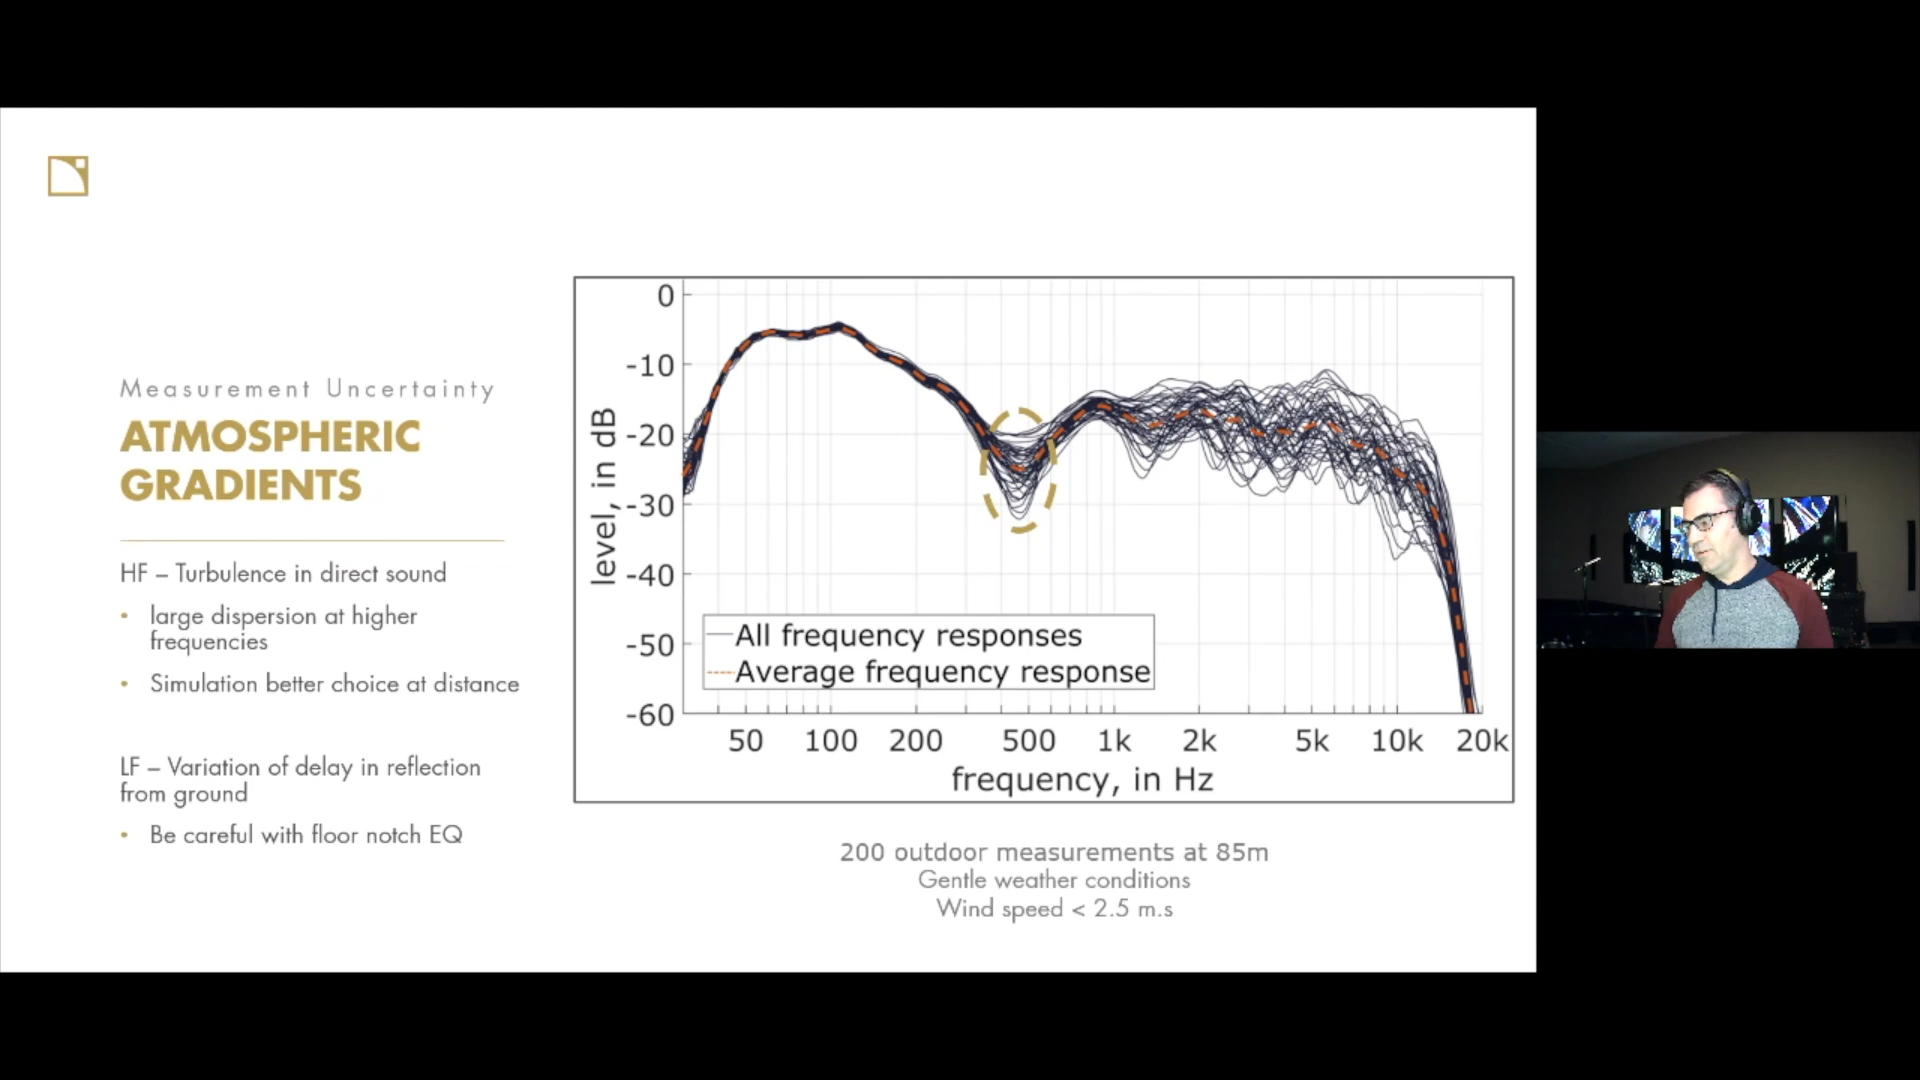 Measurement Uncertainty
ATMOSPHERIC
GRADIENTS
HF – Turbulence in direct sound
• large dispersion at higher
frequencies
• Simulation better choice at distance
LF – Variation of delay in reflection
from ground
• Be careful with floor notch EQ
0
-10
-20
-30
-40
-50
-60
level, in dB
All frequency responses
Average frequency response
50 100 200 500 1k 2k 5k 10k 20k
frequency, in Hz
200 outdoor measurements at 85m
Gentle weather conditions
Wind speed < 2.5 m.s